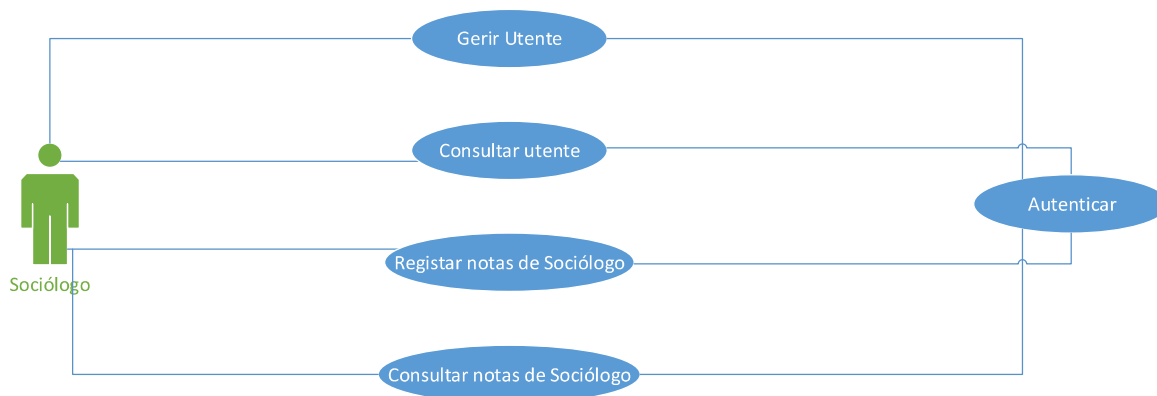 Gerir Utente
Consultar utente
Autenticar
Registar notas de Sociólogo
Sociólogo
Consultar notas de Sociólogo